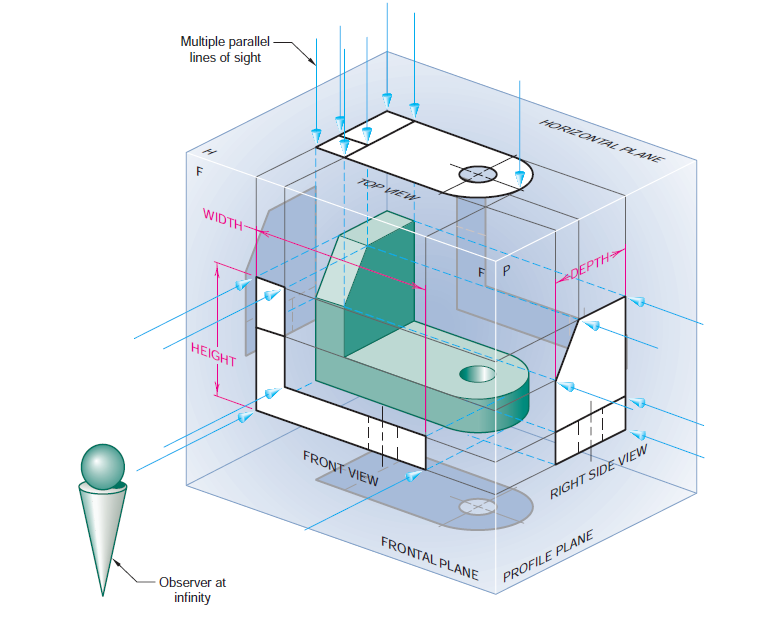 Multiple parallel
lines of sight
HORIZONTAL PLANE
H
F
TOP VIEW
WIDTH
F
P
DEPTH
HEIGHT
FRONT VIEW
RIGHT SIDE VIEW
FRONTAL PLANE
PROFILE PLANE
Observer at
infinity